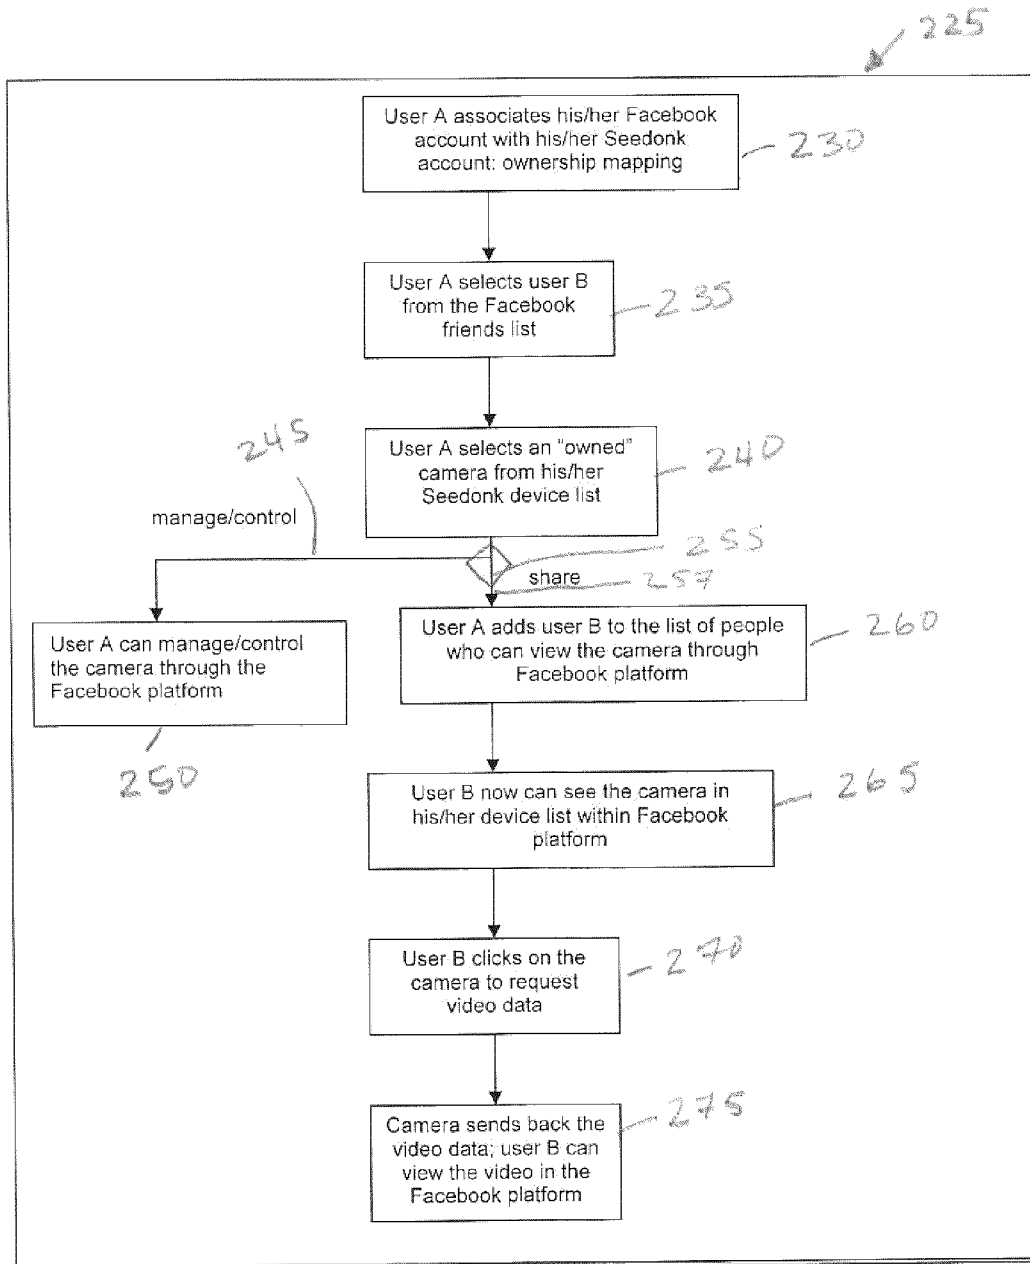 225
User A associates his/her Facebook
account with his/her Seedonk
account: ownership mapping
230
User A selects user B
from the Facebook
friends list
235
245
User A selects an "owned"
camera from his/her
Seedonk device list
240
manage/control
255
share
257
User A can manage/control
the camera through the
Facebook platform
250
User A adds user B to the list of people
who can view the camera through
Facebook platform
260
User B now can see the camera in
his/her device list within Facebook
platform
265
User B clicks on the
camera to request
video data
270
Camera sends back the
video data; user B can
view the video in the
Facebook platform
275